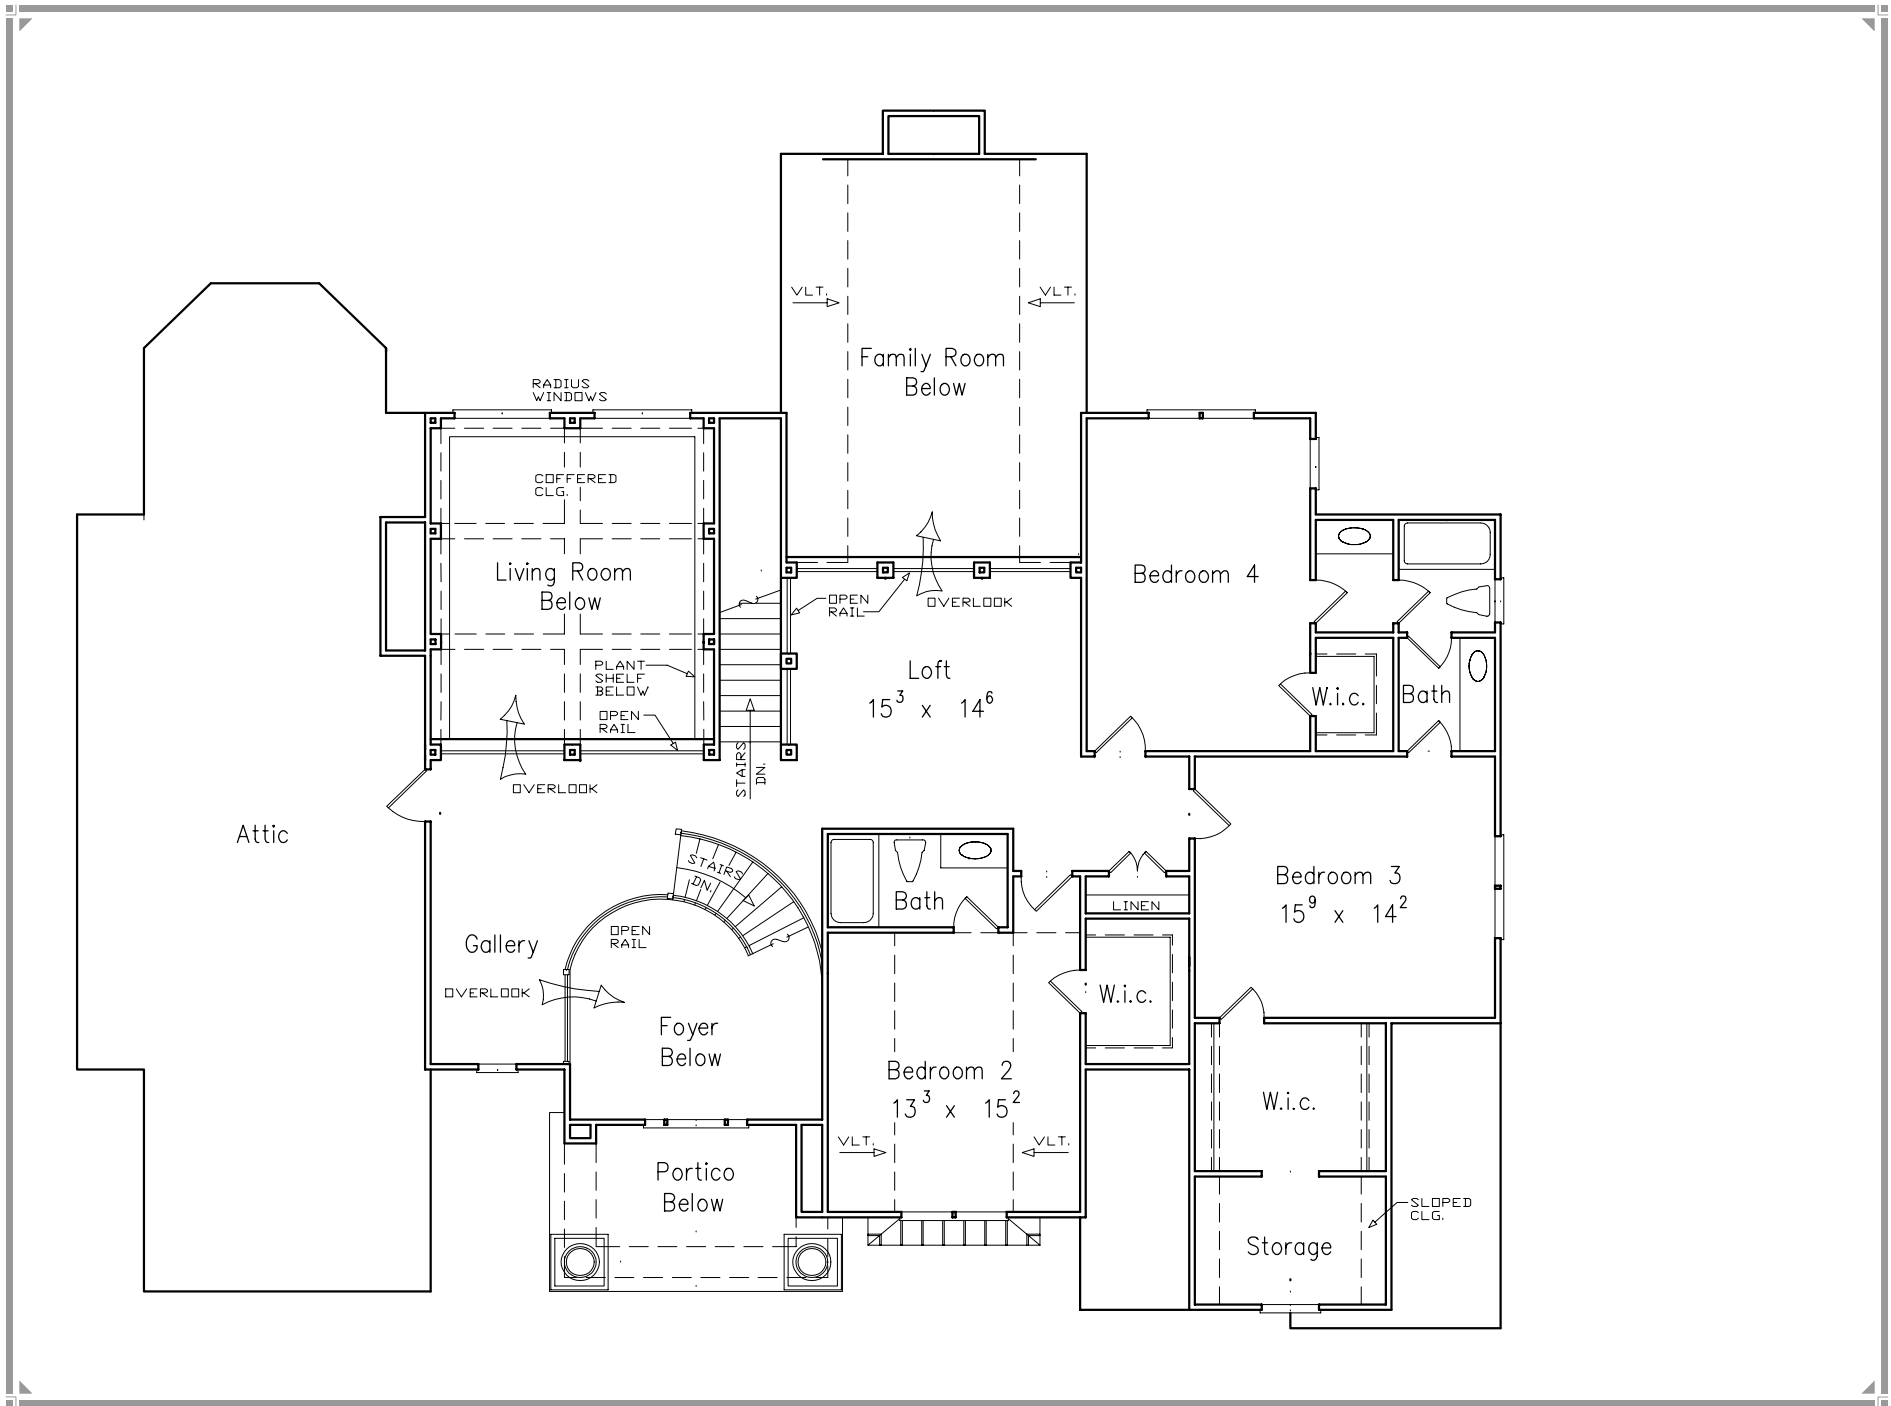 VLT.
VLT.
Family Room
Below
RADIUS
WINDOWS
COFFERED
CLG.
Living Room
Below
OPEN
RAIL
OVERLOOK
Bedroom 4
PLANT
SHELF
BELOW
Loft
15³ x 14⁶
W.i.c.
Bath
OPEN
RAIL
STAIRS
DN.
OVERLOOK
Attic
STAIRS
DN.
Bath
LINEN
Bedroom 3
15⁹ x 14²
OPEN
RAIL
Gallery
OVERLOOK
W.i.c.
Foyer
Below
Bedroom 2
13³ x 15²
W.i.c.
VLT.
VLT.
Portico
Below
SLOPED
CLG.
Storage